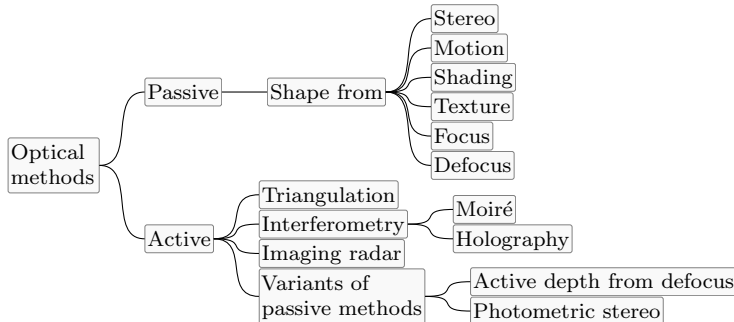 Optical
methods
Passive
Shape from
Stereo
Motion
Shading
Texture
Focus
Defocus
Active
Triangulation
Interferometry
Moiré
Holography
Imaging radar
Variants of
passive methods
Active depth from defocus
Photometric stereo